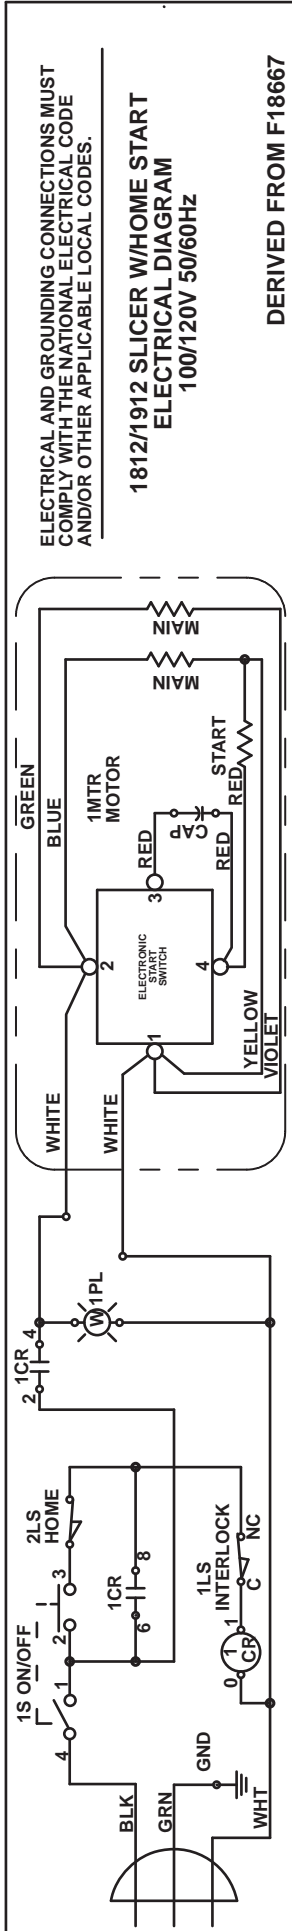 ELECTRICAL AND GROUNDING CONNECTIONS MUST
COMPLY WITH THE NATIONAL ELECTRICAL CODE
AND/OR OTHER APPLICABLE LOCAL CODES.
1812/1912 SLICER W/HOME START
ELECTRICAL DIAGRAM
100/120V 50/60Hz
DERIVED FROM F18667
GREEN
BLUE
MAIN
MAIN
1MTR
MOTOR
START
RED
RED
CAP
RED
3
2
ELECTRONIC
START
SWITCH
4
1
YELLOW
VIOLET
WHITE
WHITE
1PL
W
1CR
2
4
2LS
HOME
1S ON/OFF
4
1
2
3
1CR
6
8
1LS
INTERLOCK
C
NC
1
CR
0
1
GND
BLK
GRN
WHT